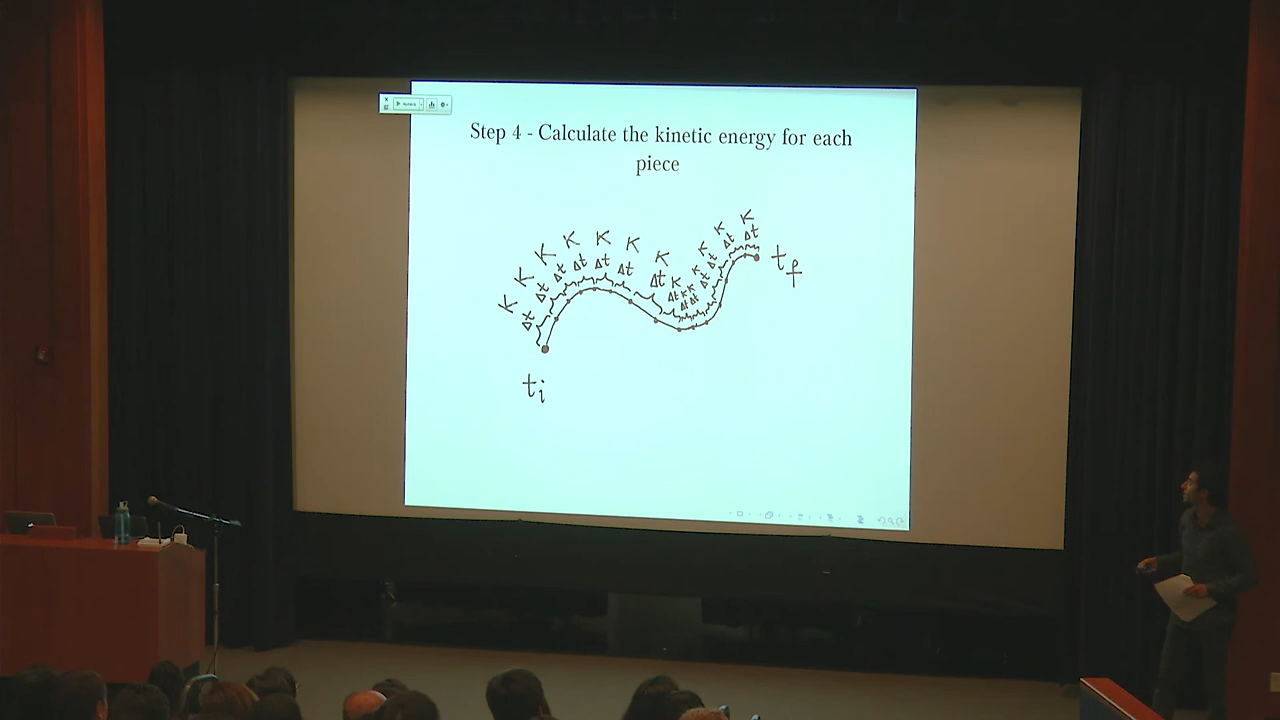 Step 4 - Calculate the kinetic energy for each
piece
K K K K K K K K K K K K K K K
Δt Δt Δt Δt Δt Δt Δt Δt Δt Δt Δt Δt Δt Δt
t_f
t_i